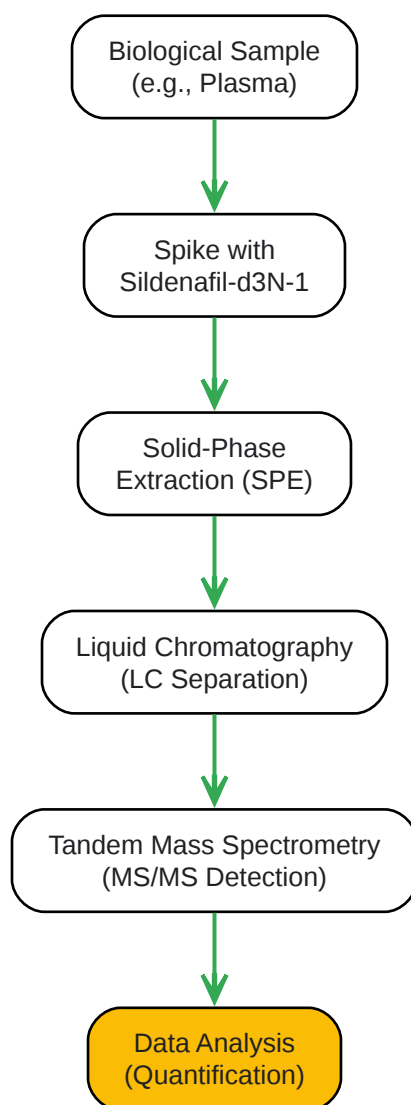 Biological Sample
(e.g., Plasma)
Spike with
Sildenafil-d3N-1
Solid-Phase
Extraction (SPE)
Liquid Chromatography
(LC Separation)
Tandem Mass Spectrometry
(MS/MS Detection)
Data Analysis
(Quantification)